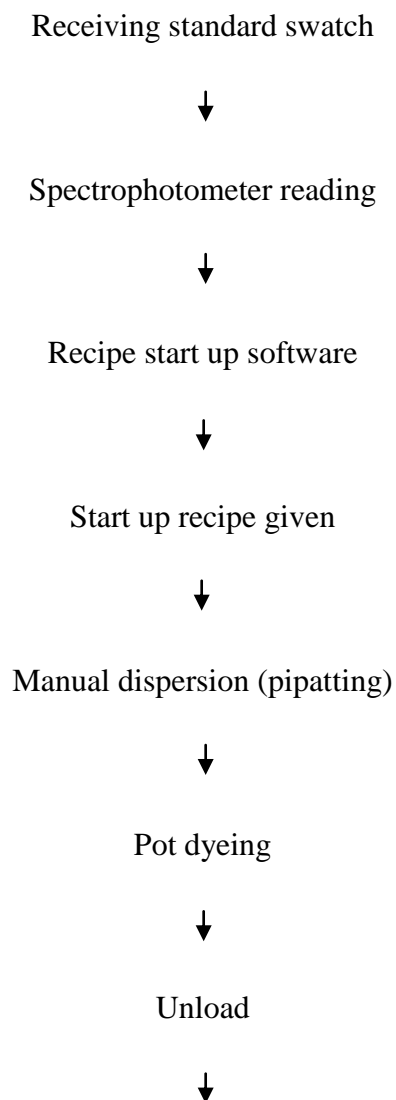 Receiving standard swatch
Spectrophotometer reading
Recipe start up software
Start up recipe given
Manual dispersion (pipatting)
Pot dyeing
Unload